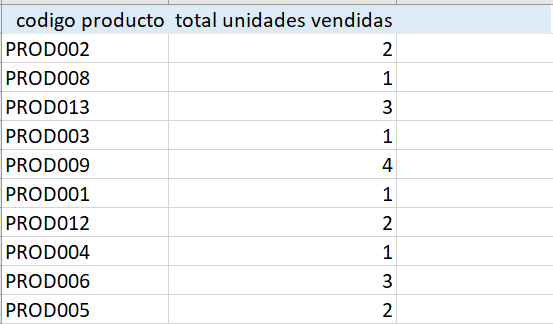 codigo producto total unidades vendidas
PROD002 2
PROD008 1
PROD013 3
PROD003 1
PROD009 4
PROD001 1
PROD012 2
PROD004 1
PROD006 3
PROD005 2